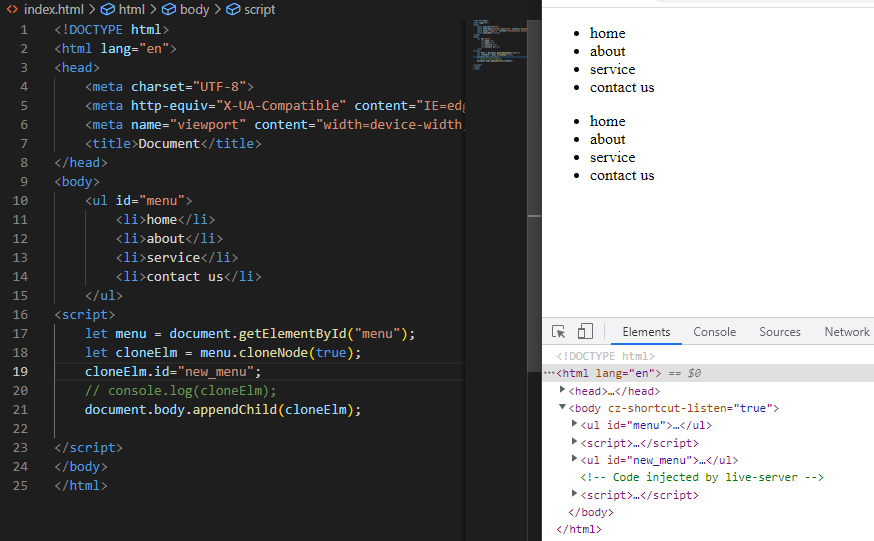 index.html > html > body > script
1 <!DOCTYPE html>
2 <html lang="en">
3 <head>
4 <meta charset="UTF-8">
5 <meta http-equiv="X-UA-Compatible" content="IE=edg
6 <meta name="viewport" content="width=device-width,
7 <title>Document</title>
8 </head>
9 <body>
10 <ul id="menu">
11 <li>home</li>
12 <li>about</li>
13 <li>service</li>
14 <li>contact us</li>
15 </ul>
16 <script>
17 let menu = document.getElementById("menu");
18 let cloneElm = menu.cloneNode(true);
19 cloneElm.id="new_menu";
20 // console.log(cloneElm);
21 document.body.appendChild(cloneElm);
22
23 </script>
24 </body>
25 </html>
• home
• about
• service
• contact us
• home
• about
• service
• contact us
Elements Console Sources Network
<!DOCTYPE html>
<html lang="en"> == $0
<head>…</head>
<body cz-shortcut-listen="true">
<ul id="menu">…</ul>
<script>…</script>
<ul id="new_menu">…</ul>
<!-- Code injected by live-server -->
<script>…</script>
</body>
</html>